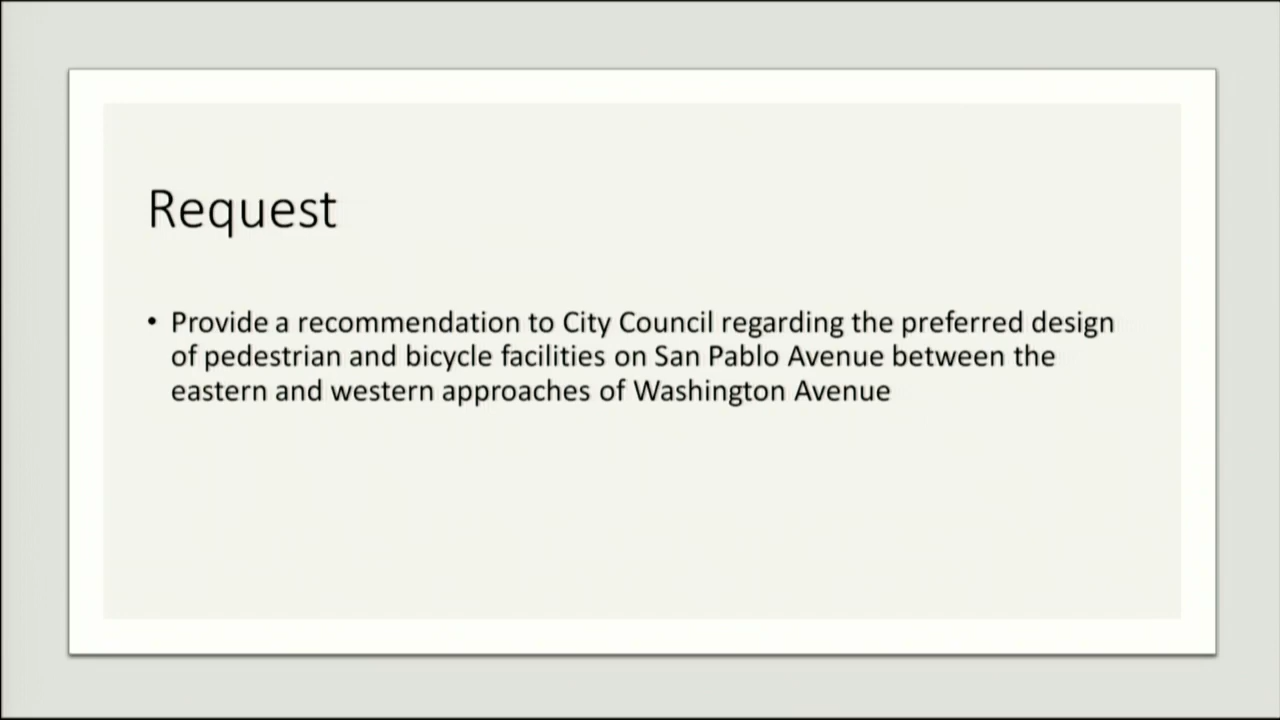 Request
• Provide a recommendation to City Council regarding the preferred design
of pedestrian and bicycle facilities on San Pablo Avenue between the
eastern and western approaches of Washington Avenue